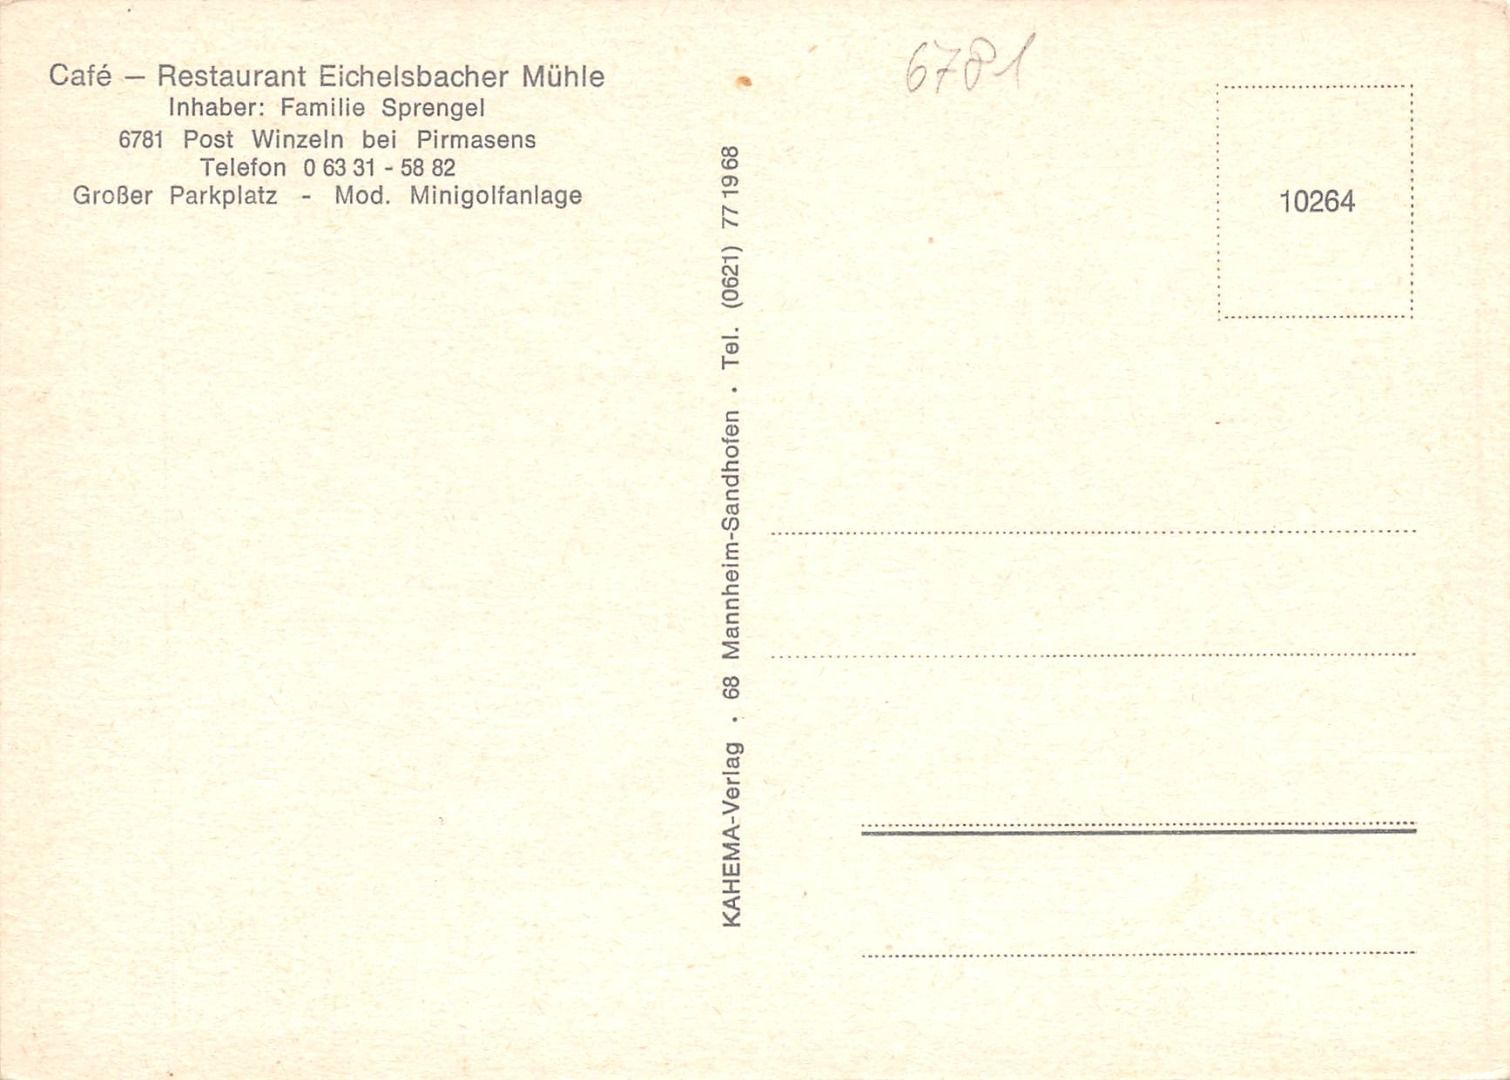 Café – Restaurant Eichelsbacher Mühle
Inhaber: Familie Sprengel
6781 Post Winzeln bei Pirmasens
Telefon 0 63 31 - 58 82
Großer Parkplatz - Mod. Minigolfanlage
KAHEMA-Verlag . 68 Mannheim-Sandhofen . Tel. (0621) 77 19 68
6781
10264